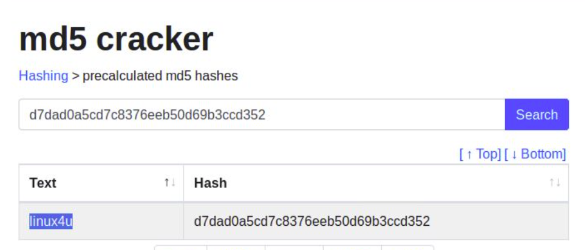 md5 cracker
Hashing > precalculated md5 hashes
d7dad0a5cd7c8376eeb50d69b3ccd352 Search
[ ↑ Top] [ ↓ Bottom]
Text ↑↓ Hash ↑↓
linux4u d7dad0a5cd7c8376eeb50d69b3ccd352